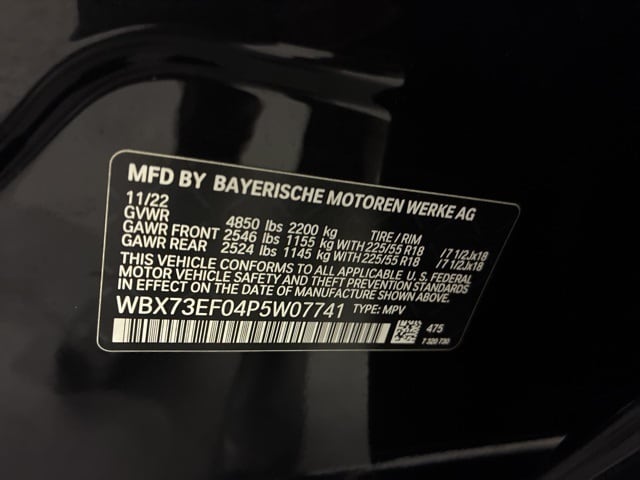 MFD BY BAYERISCHE MOTOREN WERKE AG
11/22
GVWR 4850 lbs 2200 kg TIRE / RIM
GAWR FRONT 2546 lbs 1155 kg WITH 225/55 R18 /7 1/2Jx18
GAWR REAR 2524 lbs 1145 kg WITH 225/55 R18 /7 1/2Jx18
THIS VEHICLE CONFORMS TO ALL APPLICABLE U.S. FEDERAL
MOTOR VEHICLE SAFETY AND THEFT PREVENTION STANDARDS
IN EFFECT ON THE DATE OF MANUFACTURE SHOWN ABOVE.
WBX73EF04P5W07741 TYPE: MPV
475
7 320 730